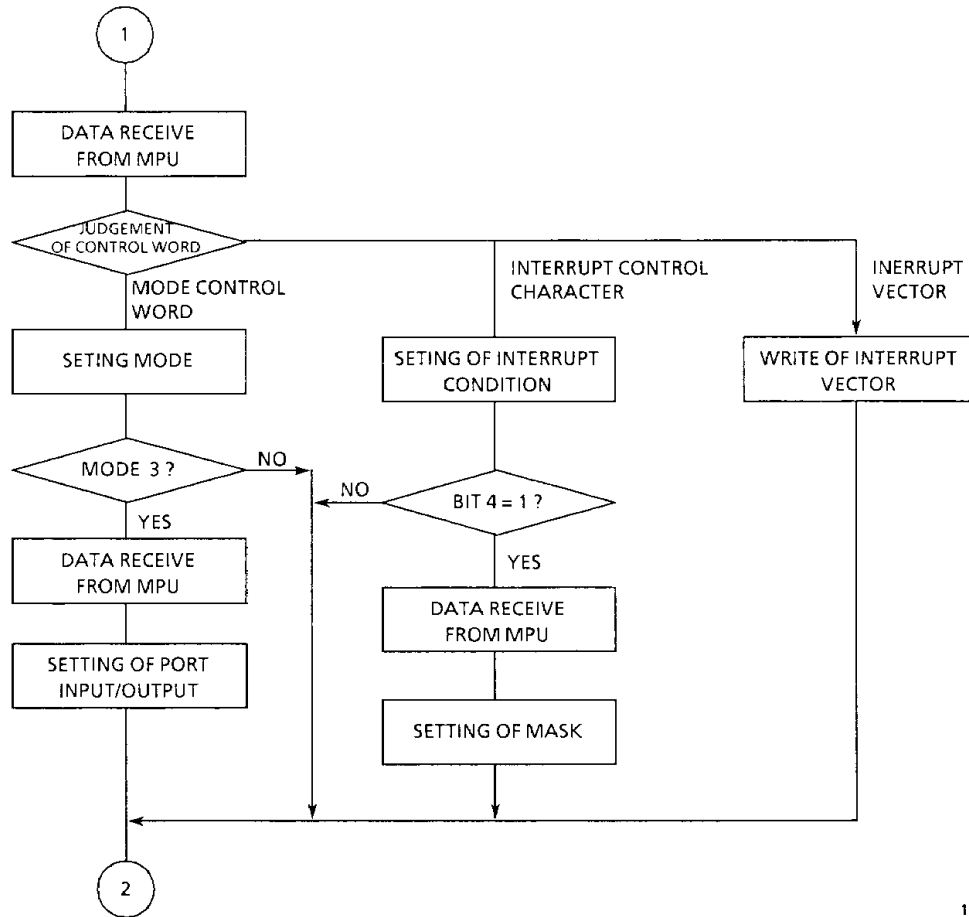 1
DATA RECEIVE
FROM MPU
JUDGEMENT
OF CONTROL WORD
MODE CONTROL
WORD
INTERRUPT CONTROL
CHARACTER
INERRUPT
VECTOR
SETING MODE
SETING OF INTERRUPT
CONDITION
WRITE OF INTERRUPT
VECTOR
MODE 3 ?
NO
BIT 4 = 1 ?
NO
YES
DATA RECEIVE
FROM MPU
YES
DATA RECEIVE
FROM MPU
SETTING OF PORT
INPUT/OUTPUT
SETTING OF MASK
2
1